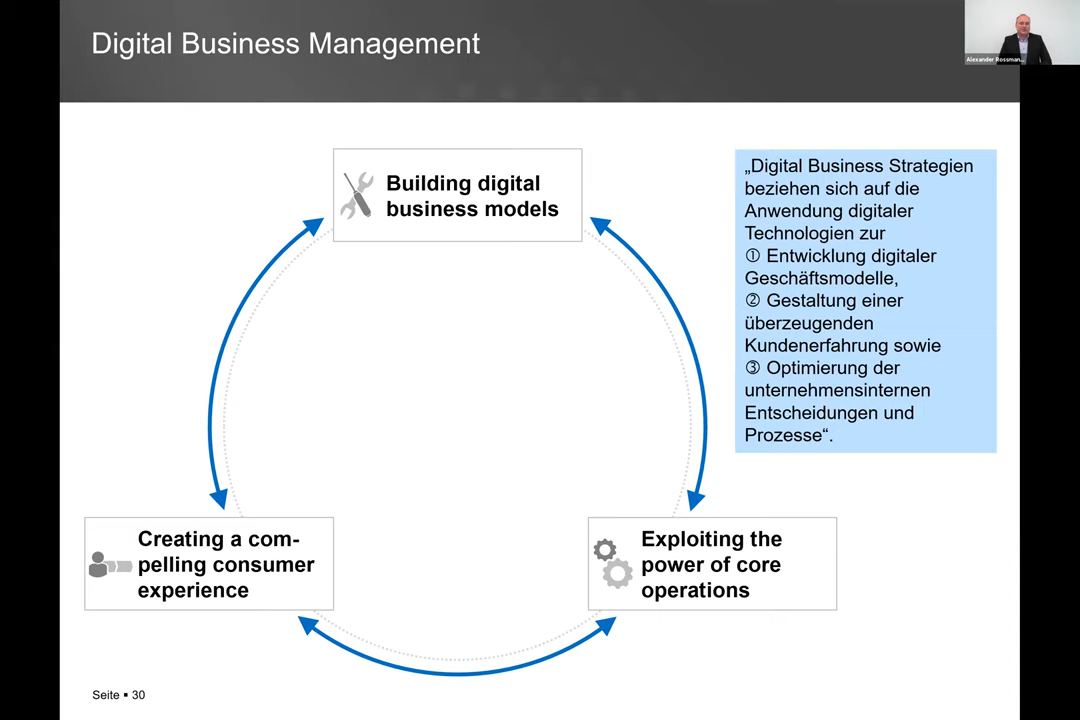 Digital Business Management
Alexander Rossman...
Building digital
business models
„Digital Business Strategien
beziehen sich auf die
Anwendung digitaler
Technologien zur
① Entwicklung digitaler
Geschäftsmodelle,
② Gestaltung einer
überzeugenden
Kundenerfahrung sowie
③ Optimierung der
unternehmensinternen
Entscheidungen und
Prozesse“.
Creating a com-
pelling consumer
experience
Exploiting the
power of core
operations
Seite ▪ 30